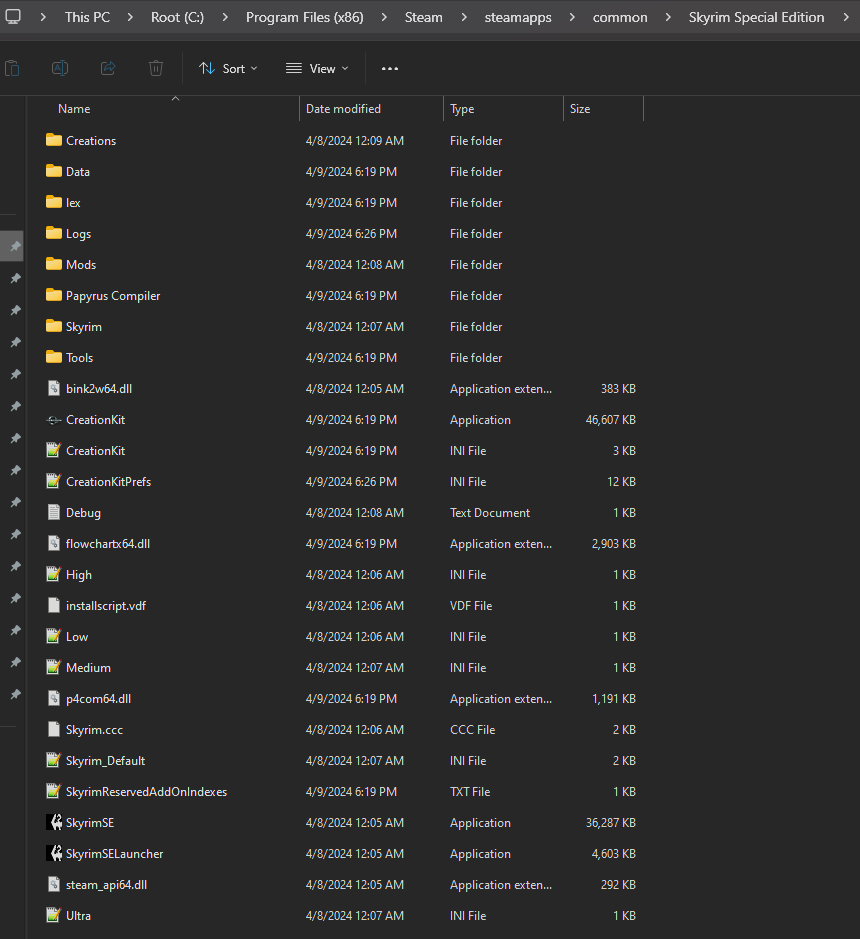 This PC > Root (C:) > Program Files (x86) > Steam > steamapps > common > Skyrim Special Edition >
Sort View
Name Date modified Type Size
Creations 4/8/2024 12:09 AM File folder
Data 4/9/2024 6:19 PM File folder
lex 4/9/2024 6:19 PM File folder
Logs 4/9/2024 6:26 PM File folder
Mods 4/8/2024 12:08 AM File folder
Papyrus Compiler 4/9/2024 6:19 PM File folder
Skyrim 4/8/2024 12:07 AM File folder
Tools 4/9/2024 6:19 PM File folder
bink2w64.dll 4/8/2024 12:05 AM Application exten... 383 KB
CreationKit 4/9/2024 6:19 PM Application 46,607 KB
CreationKit 4/9/2024 6:19 PM INI File 3 KB
CreationKitPrefs 4/9/2024 6:26 PM INI File 12 KB
Debug 4/8/2024 12:08 AM Text Document 1 KB
flowchartx64.dll 4/9/2024 6:19 PM Application exten... 2,903 KB
High 4/8/2024 12:06 AM INI File 1 KB
installscript.vdf 4/8/2024 12:06 AM VDF File 1 KB
Low 4/8/2024 12:06 AM INI File 1 KB
Medium 4/8/2024 12:07 AM INI File 1 KB
p4com64.dll 4/9/2024 6:19 PM Application exten... 1,191 KB
Skyrim.ccc 4/8/2024 12:06 AM CCC File 2 KB
Skyrim_Default 4/8/2024 12:07 AM INI File 2 KB
SkyrimReservedAddOnIndexes 4/9/2024 6:19 PM TXT File 1 KB
SkyrimSE 4/8/2024 12:05 AM Application 36,287 KB
SkyrimSELauncher 4/8/2024 12:05 AM Application 4,603 KB
steam_api64.dll 4/8/2024 12:05 AM Application exten... 292 KB
Ultra 4/8/2024 12:07 AM INI File 1 KB